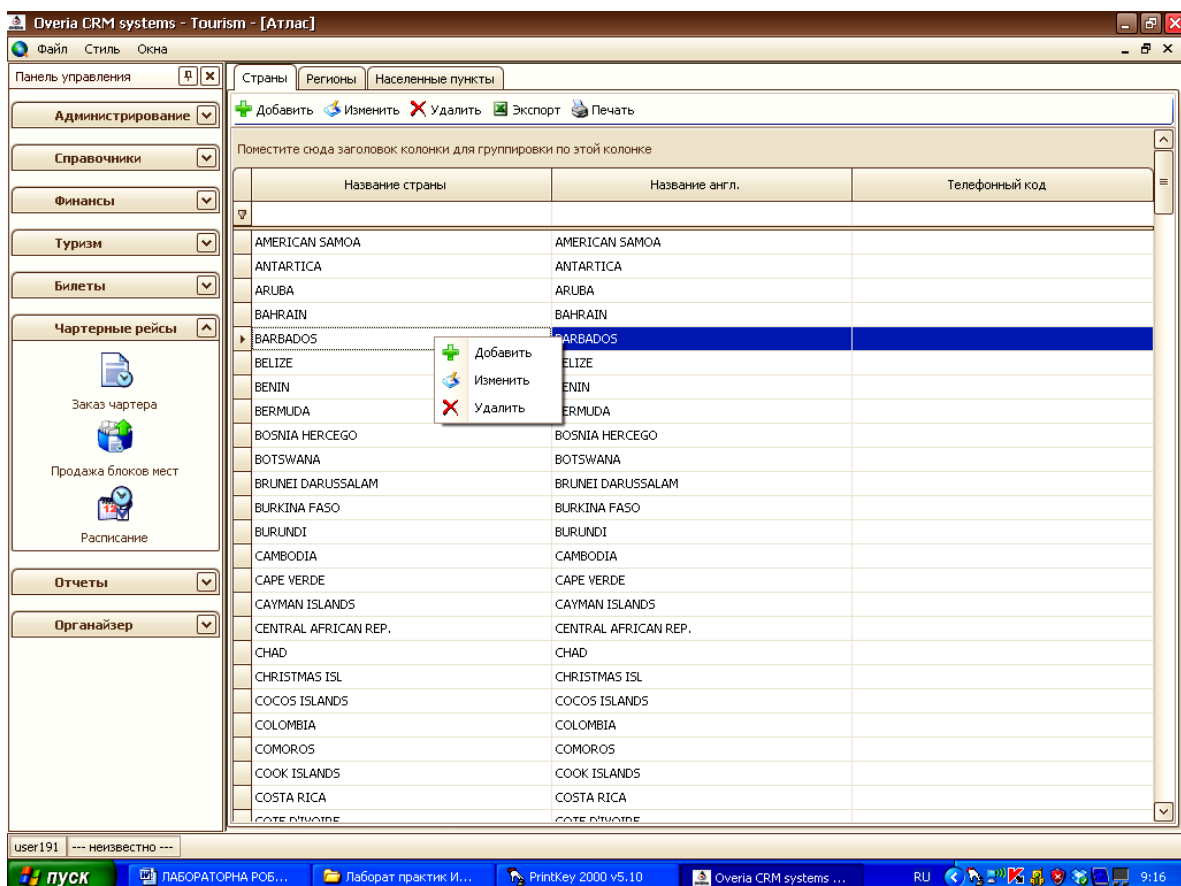 Overia CRM systems - Tourism - [Атлас]
Файл Стиль Окна
Панель управления
Администрирование
Справочники
Финансы
Туризм
Билеты
Чартерные рейсы
Заказ чартера
Продажа блоков мест
Расписание
Отчеты
Органайзер
Страны Регионы Населенные пункты
Добавить Изменить Удалить Экспорт Печать
Поместите сюда заголовок колонки для группировки по этой колонке
Название страны Название англ. Телефонный код
AMERICAN SAMOA AMERICAN SAMOA
ANTARTICA ANTARTICA
ARUBA ARUBA
BAHRAIN BAHRAIN
BARBADOS BARBADOS
BELIZE ELIZE
BENIN ENIN
BERMUDA ERMUDA
Добавить
Изменить
Удалить
BOSNIA HERCEGO BOSNIA HERCEGO
BOTSWANA BOTSWANA
BRUNEI DARUSSALAM BRUNEI DARUSSALAM
BURKINA FASO BURKINA FASO
BURUNDI BURUNDI
CAMBODIA CAMBODIA
CAPE VERDE CAPE VERDE
CAYMAN ISLANDS CAYMAN ISLANDS
CENTRAL AFRICAN REP. CENTRAL AFRICAN REP.
CHAD CHAD
CHRISTMAS ISL CHRISTMAS ISL
COCOS ISLANDS COCOS ISLANDS
COLOMBIA COLOMBIA
COMOROS COMOROS
COOK ISLANDS COOK ISLANDS
COSTA RICA COSTA RICA
COTE D'IVOIRE COTE D'IVOIRE
user191 --- неизвестно ---
пуск ЛАБОРАТОРНА РОБ... Лаборат практик И... PrintKey 2000 v5.10 Overia CRM systems ... RU 9:16